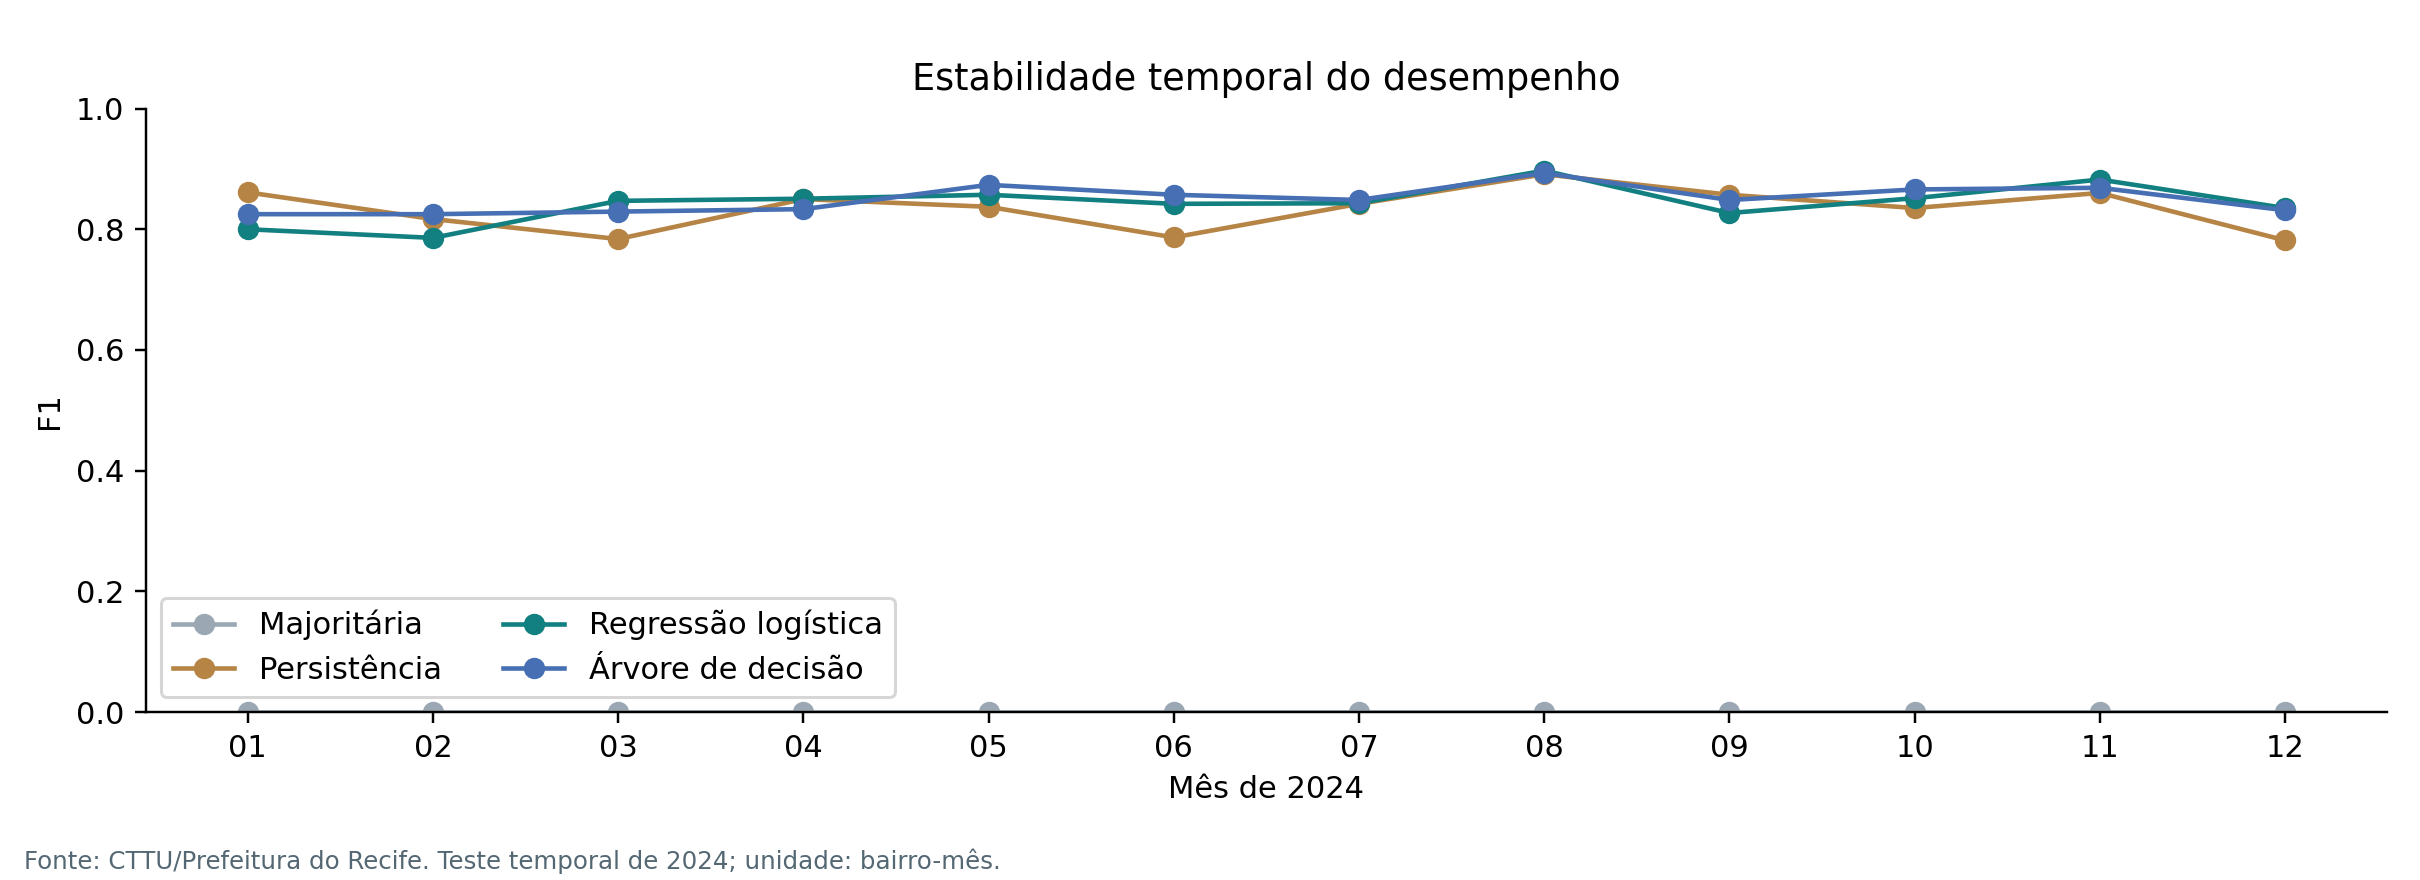 Estabilidade temporal do desempenho
1.0
0.8
0.6
0.4
0.2
0.0
F1
Majoritária
Persistência
Regressão logística
Árvore de decisão
01 02 03 04 05 06 07 08 09 10 11 12
Mês de 2024
Fonte: CTTU/Prefeitura do Recife. Teste temporal de 2024; unidade: bairro-mês.